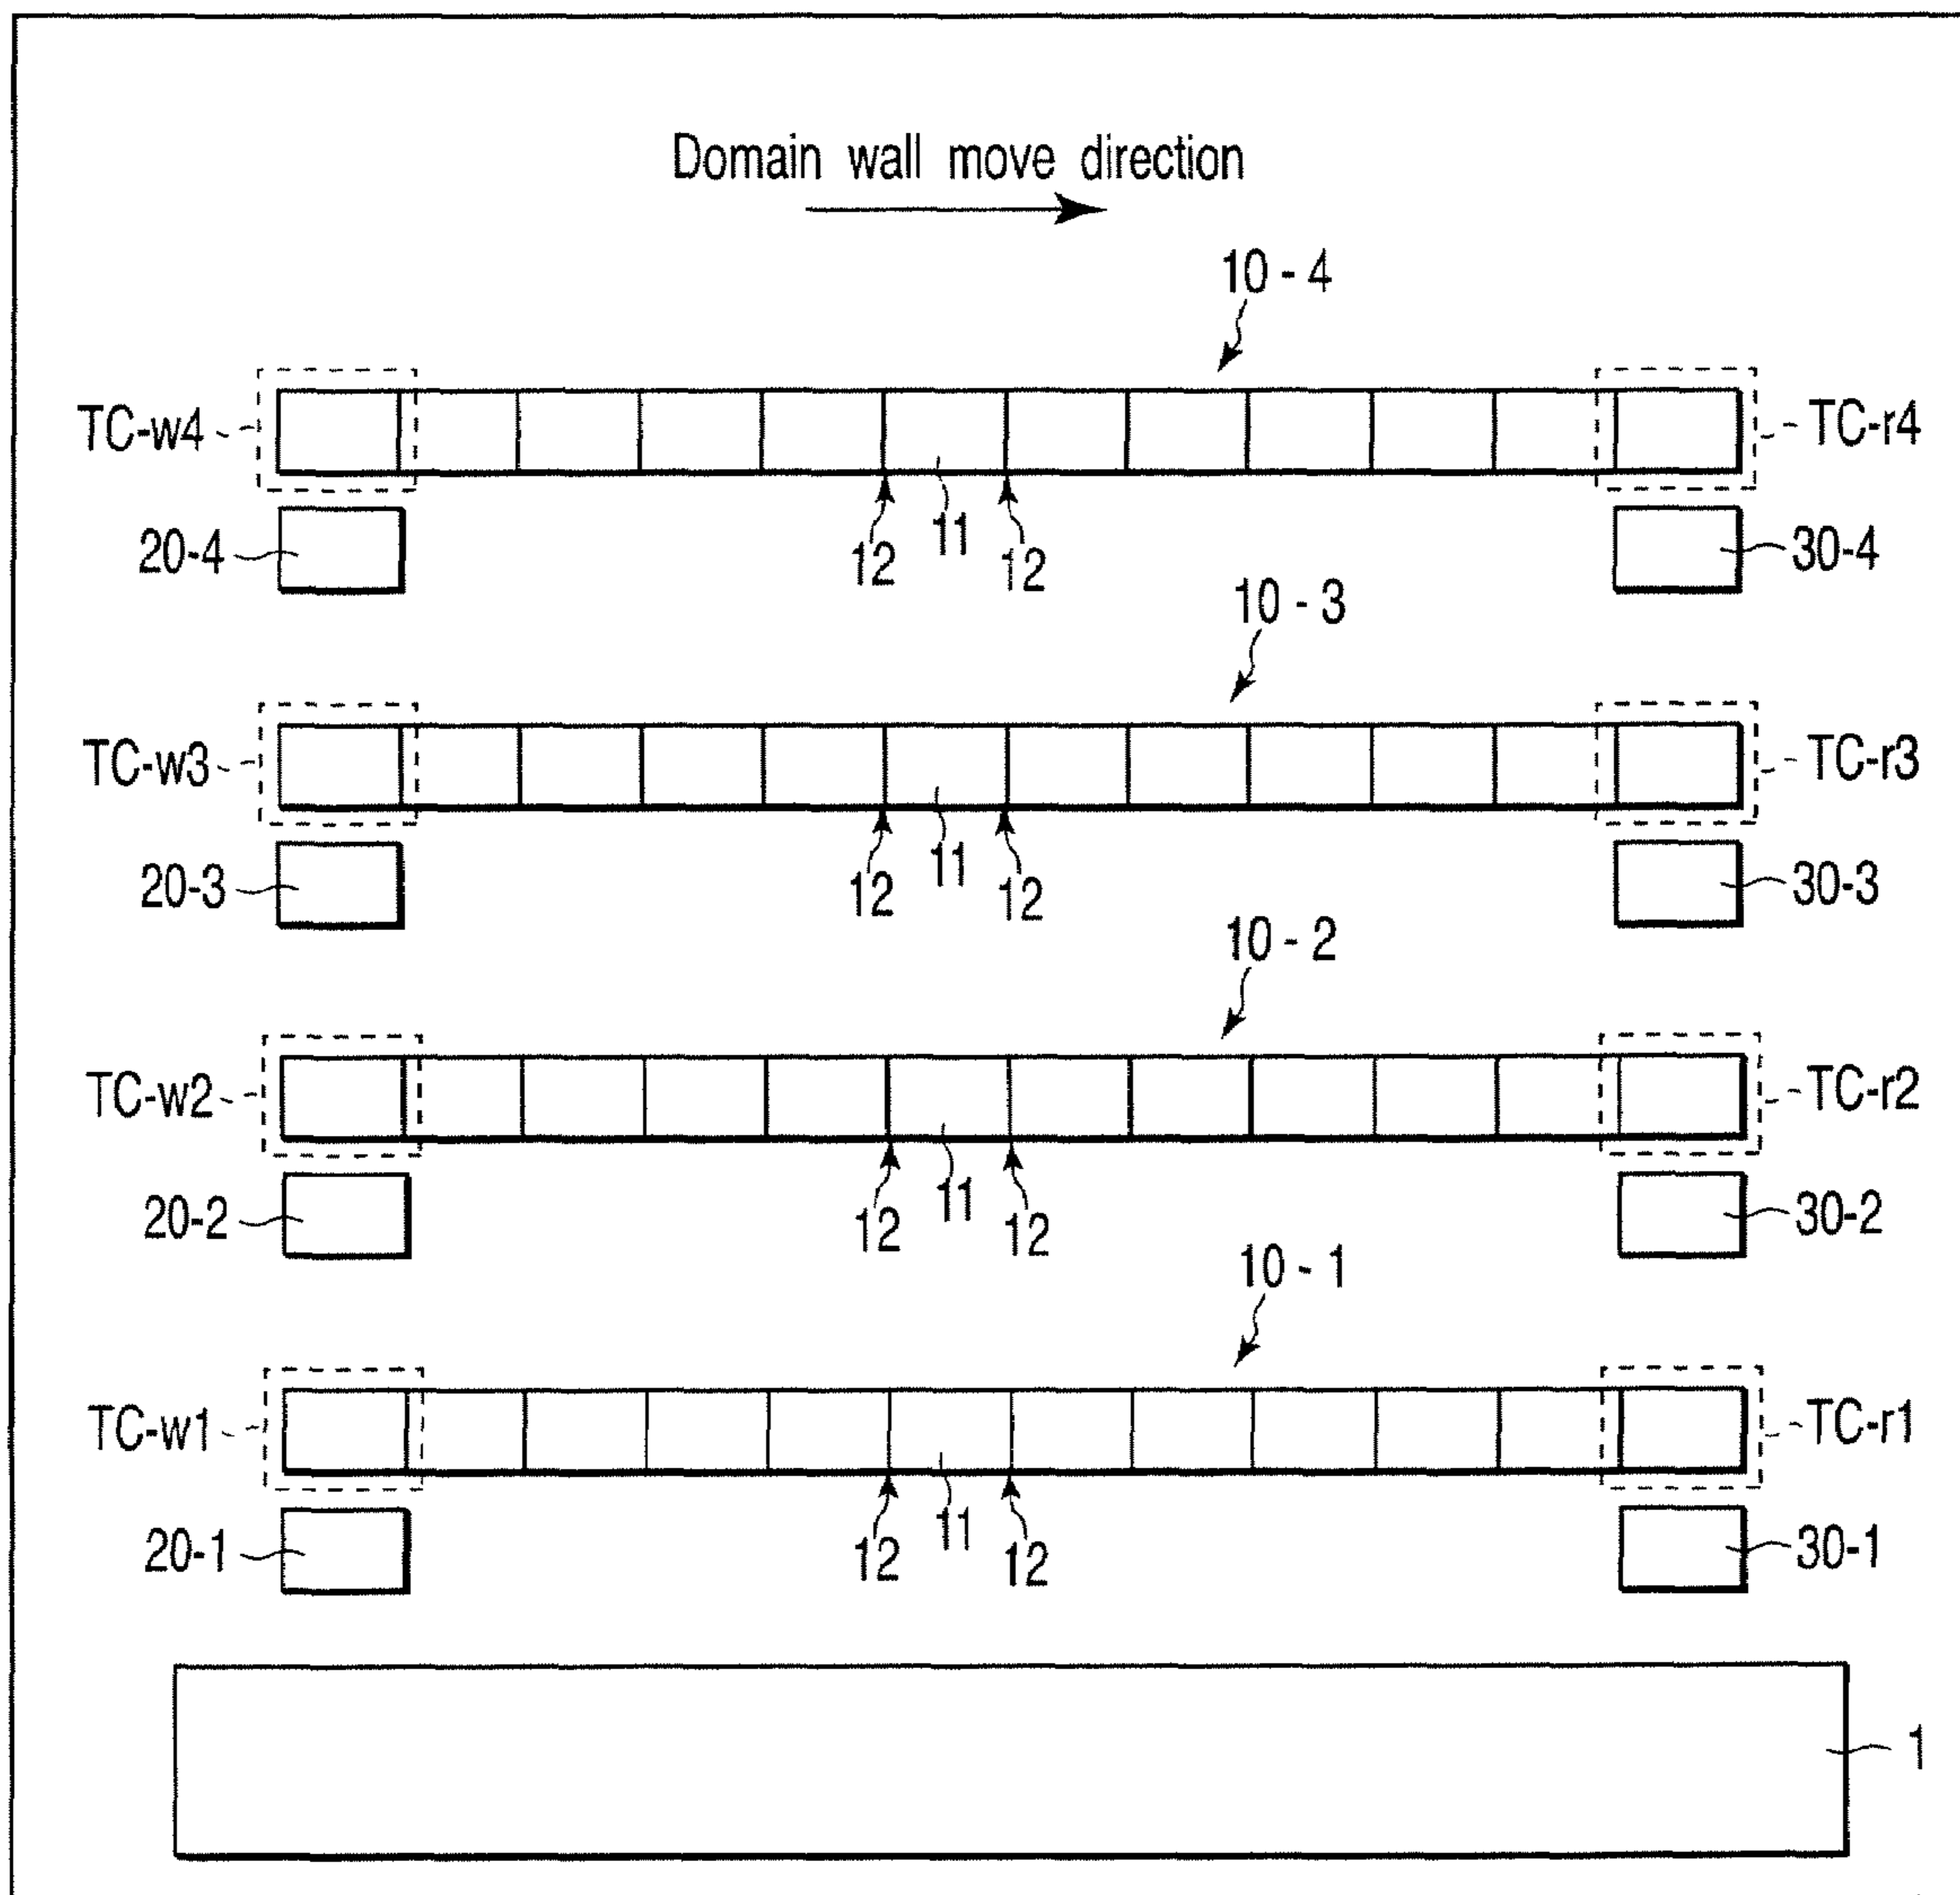 Domain wall move direction
10 - 4
TC-w4
TC-r4
20-4
12
11
12
30-4
10 - 3
TC-w3
TC-r3
20-3
12
11
12
30-3
10 - 2
TC-w2
TC-r2
20-2
12
11
12
30-2
10 - 1
TC-w1
TC-r1
20-1
12
11
12
30-1
1